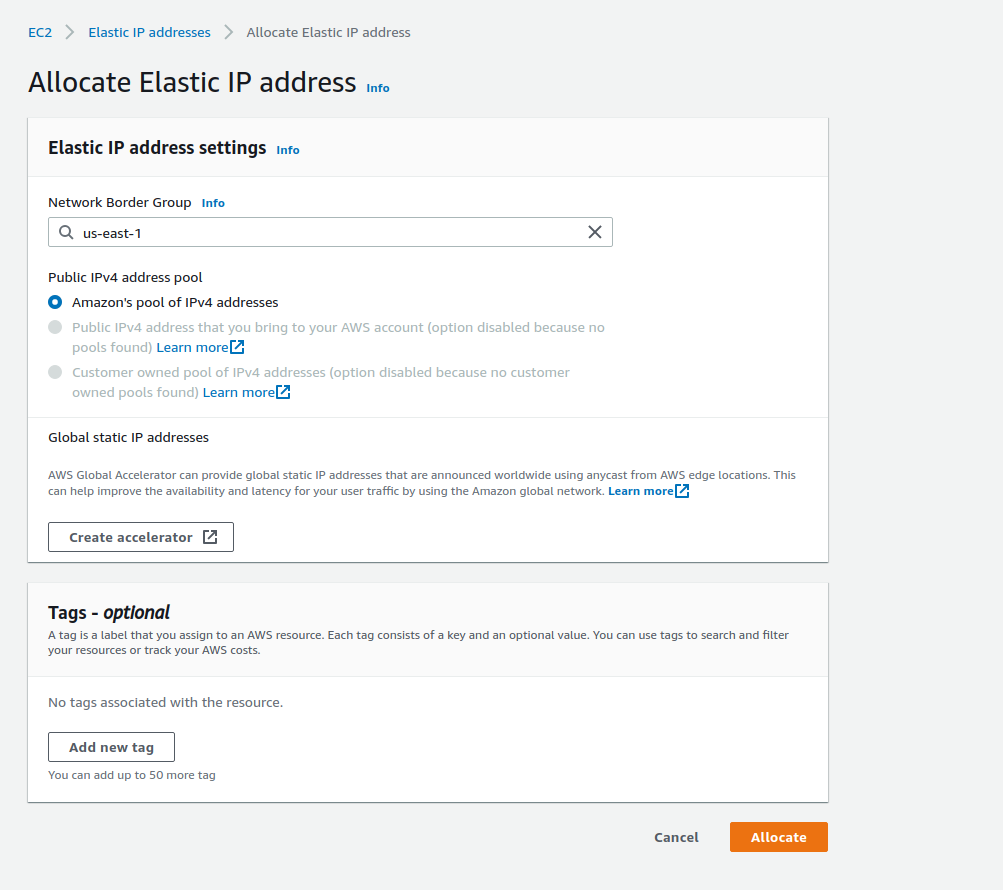 EC2 Elastic IP addresses Allocate Elastic IP address
Allocate Elastic IP address Info
Elastic IP address settings Info
Network Border Group Info
us-east-1
Public IPv4 address pool
Amazon's pool of IPv4 addresses
Public IPv4 address that you bring to your AWS account (option disabled because no
pools found) Learn more
Customer owned pool of IPv4 addresses (option disabled because no customer
owned pools found) Learn more
Global static IP addresses
AWS Global Accelerator can provide global static IP addresses that are announced worldwide using anycast from AWS edge locations. This
can help improve the availability and latency for your user traffic by using the Amazon global network. Learn more
Create accelerator
Tags - optional
A tag is a label that you assign to an AWS resource. Each tag consists of a key and an optional value. You can use tags to search and filter
your resources or track your AWS costs.
No tags associated with the resource.
Add new tag
You can add up to 50 more tag
Cancel Allocate